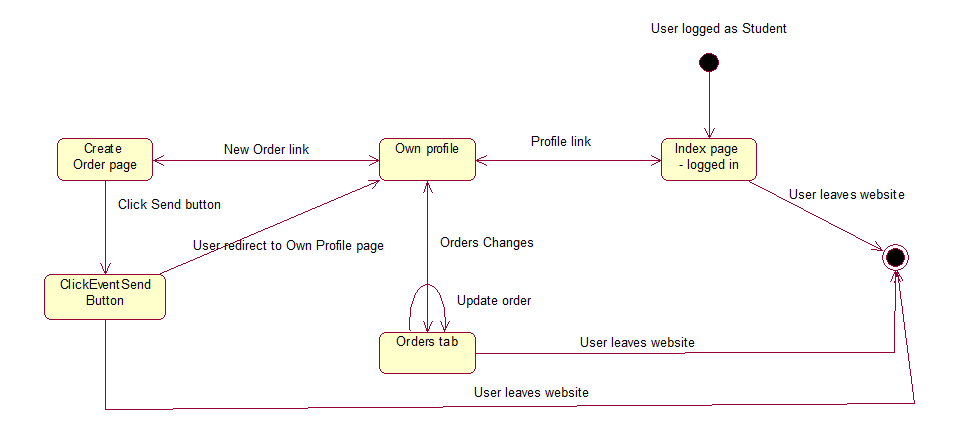 User logged as Student
Create
Order page
New Order link
Own profile
Profile link
Index page
- logged in
Click Send button
User leaves website
User redirect to Own Profile page
Orders Changes
ClickEventSend
Button
Update order
Orders tab
User leaves website
User leaves website